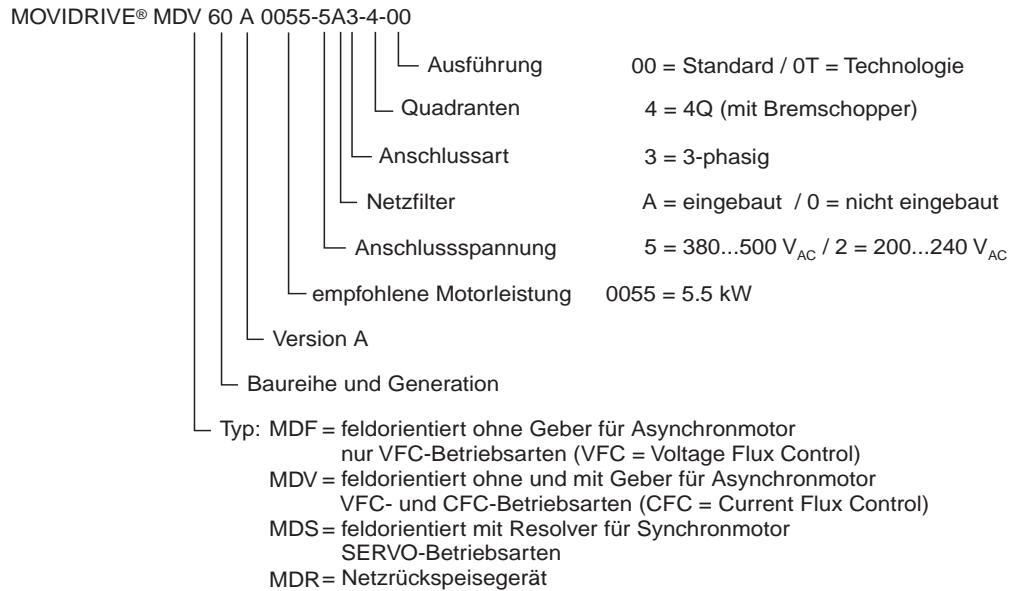 MOVIDRIVE® MDV 60 A 0055-5A3-4-00
Ausführung 00 = Standard / 0T = Technologie
Quadranten 4 = 4Q (mit Bremschopper)
Anschlussart 3 = 3-phasig
Netzfilter A = eingebaut / 0 = nicht eingebaut
Anschlussspannung 5 = 380...500 VAC / 2 = 200...240 VAC
empfohlene Motorleistung 0055 = 5.5 kW
Version A
Baureihe und Generation
Typ: MDF = feldorientiert ohne Geber für Asynchronmotor
nur VFC-Betriebsarten (VFC = Voltage Flux Control)
MDV = feldorientiert ohne und mit Geber für Asynchronmotor
VFC- und CFC-Betriebsarten (CFC = Current Flux Control)
MDS = feldorientiert mit Resolver für Synchronmotor
SERVO-Betriebsarten
MDR = Netzrückspeisegerät